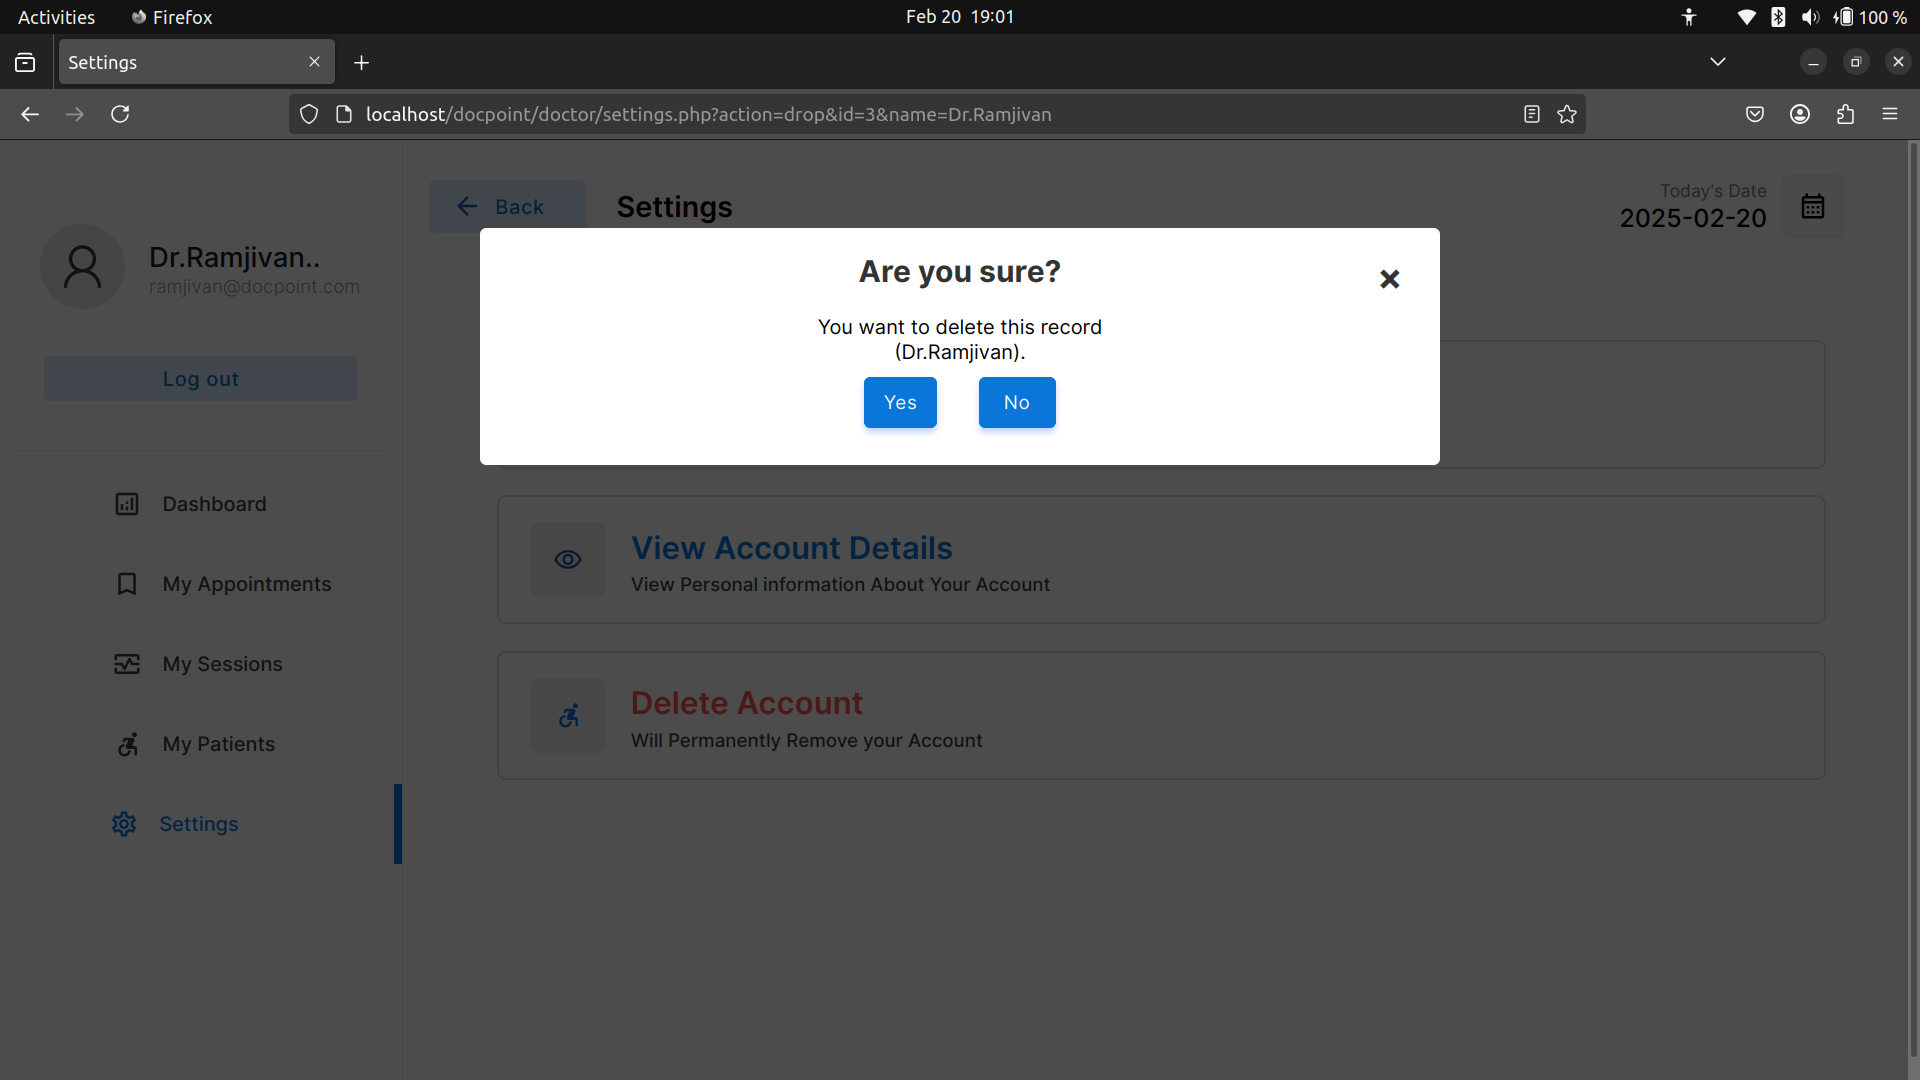 Activities
Firefox
Feb 20 19:01
100 %
Settings
localhost/docpoint/doctor/settings.php?action=drop&id=3&name=Dr.Ramjivan
Dr.Ramjivan..
ramjivan@docpoint.com
Log out
Dashboard
My Appointments
My Sessions
My Patients
Settings
Back
Settings
Today's Date
2025-02-20
Are you sure?
You want to delete this record
(Dr.Ramjivan).
Yes
No
View Account Details
View Personal information About Your Account
Delete Account
Will Permanently Remove your Account